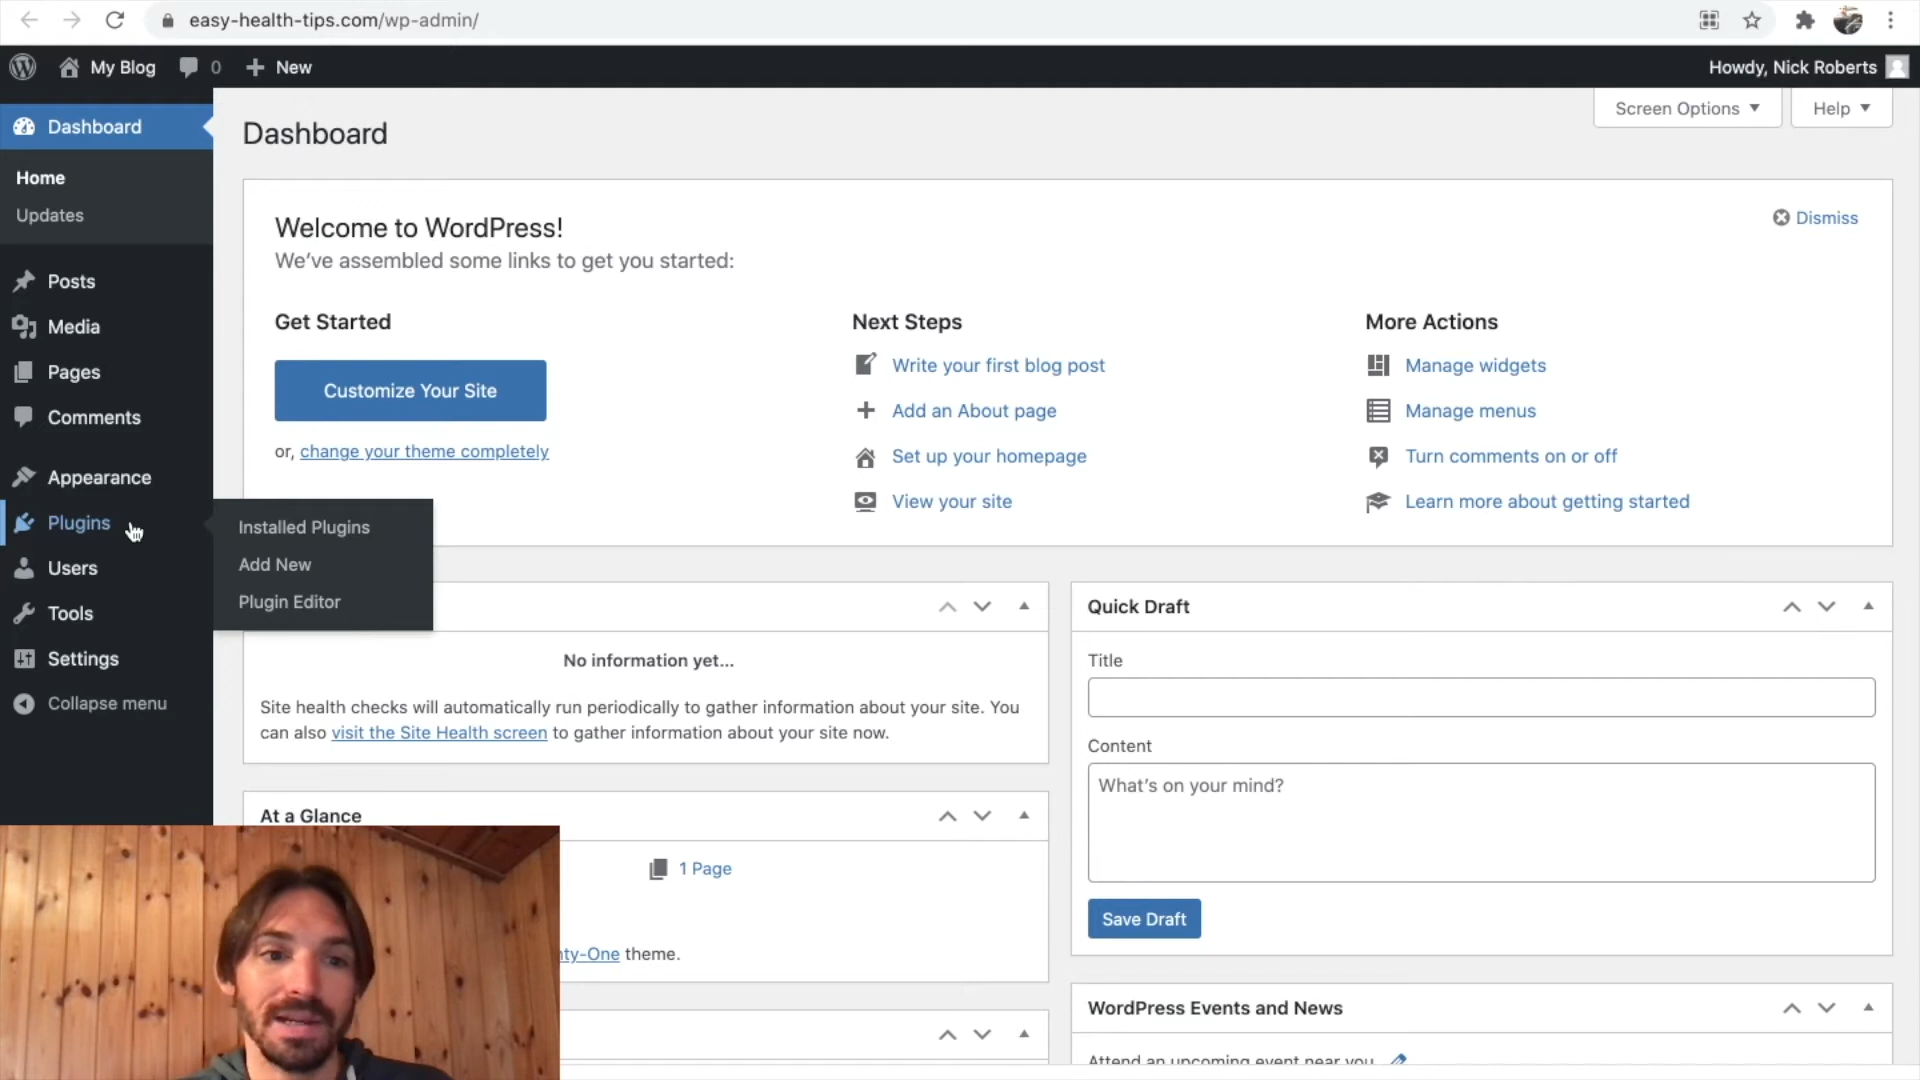 easy-health-tips.com/wp-admin/
My Blog
0
New
Howdy, Nick Roberts
Dashboard
Home
Updates
Posts
Media
Pages
Comments
Appearance
Plugins
Users
Tools
Settings
Collapse menu
Installed Plugins
Add New
Plugin Editor
Screen Options
Help
Dashboard
Welcome to WordPress!
We've assembled some links to get you started:
Dismiss
Get Started
Customize Your Site
or, change your theme completely
Next Steps
Write your first blog post
Add an About page
Set up your homepage
View your site
More Actions
Manage widgets
Manage menus
Turn comments on or off
Learn more about getting started
No information yet...
Site health checks will automatically run periodically to gather information about your site. You
can also visit the Site Health screen to gather information about your site now.
At a Glance
1 Page
nty-One theme.
Quick Draft
Title
Content
What's on your mind?
Save Draft
WordPress Events and News
Attend an upcoming event near you